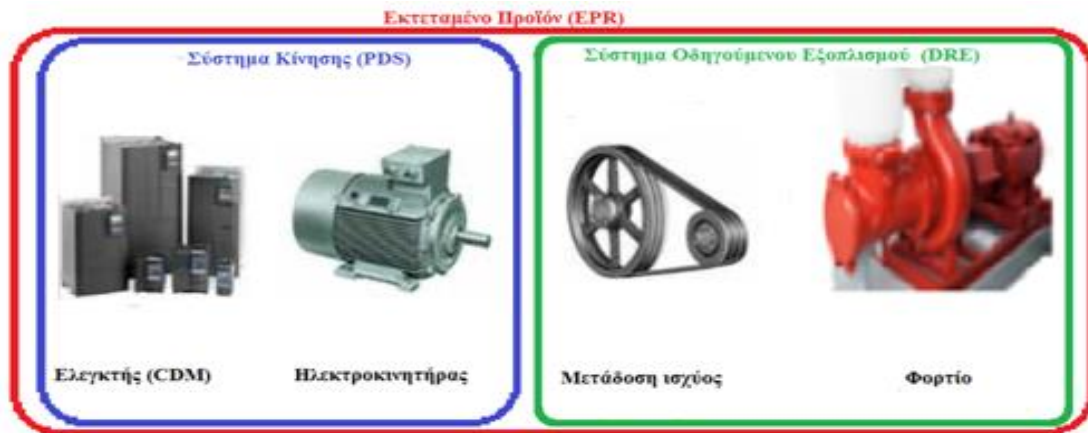 Εκτεταμένο Προϊόν (EPR)
Σύστημα Κίνησης (PDS)
Σύστημα Οδηγούμενου Εξοπλισμού (DRE)
Ελεγκτής (CDM)
Ηλεκτροκινητήρας
Μετάδοση ισχύος
Φορτίο